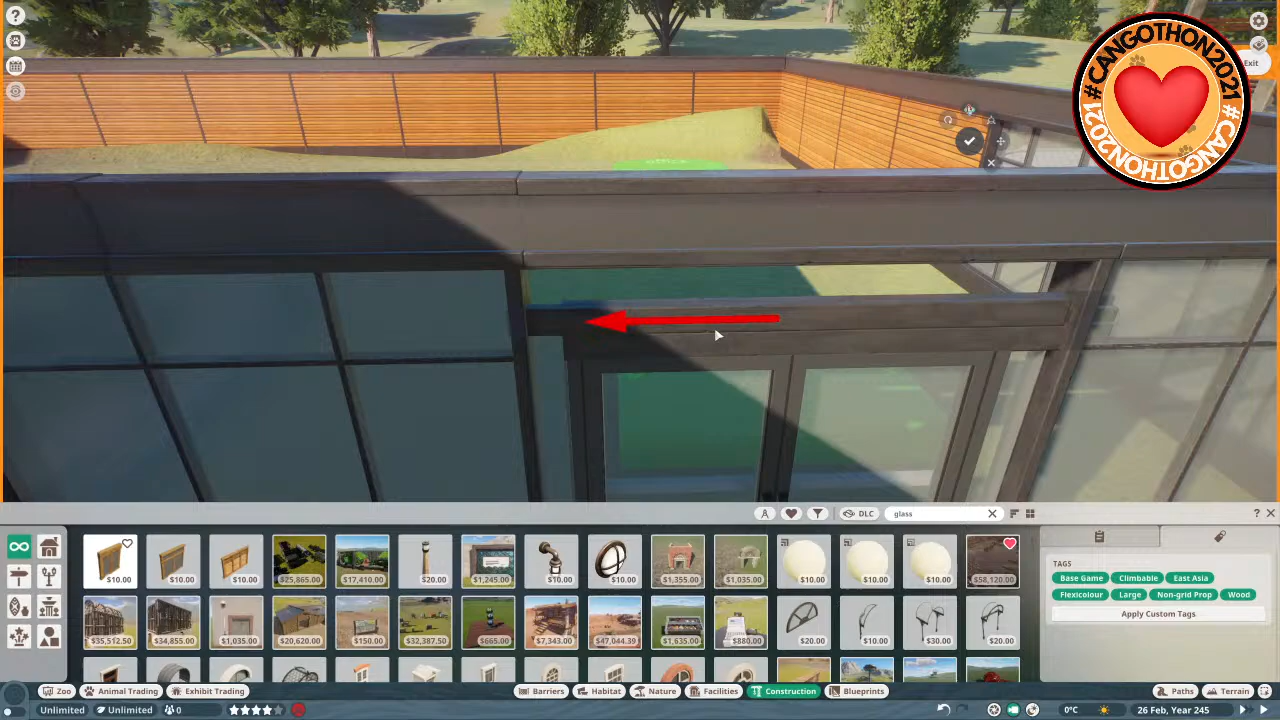 ?
Exit
#CANGOTHON2021
#CANGOTHON2021
DLC
glass
?
$10.00
$10.00
$10.00
$25,865.00
$17,410.00
$20.00
$1,245.00
$10.00
$10.00
$1,355.00
$1,035.00
$10.00
$10.00
$10.00
$58,120.00
$35,512.50
$34,855.00
$1,035.00
$20,620.00
$150.00
$32,387.50
$665.00
$7,343.00
$47,044.39
$1,635.00
$880.00
$20.00
$10.00
$30.00
$20.00
TAGS
Base Game
Climbable
East Asia
Flexicolour
Large
Non-grid Prop
Wood
Apply Custom Tags
Zoo
Animal Trading
Exhibit Trading
Barriers
Habitat
Nature
Facilities
Construction
Blueprints
Paths
Terrain
Unlimited
Unlimited
0
0°C
26 Feb, Year 245